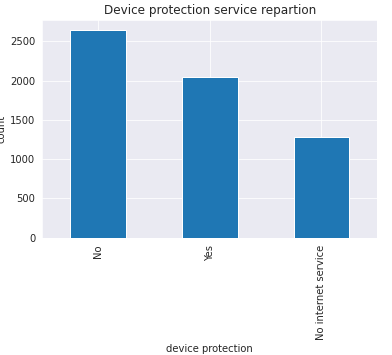 Device protection service repartion
2500
2000
1500
1000
500
0
count
No
Yes
No internet service
device protection